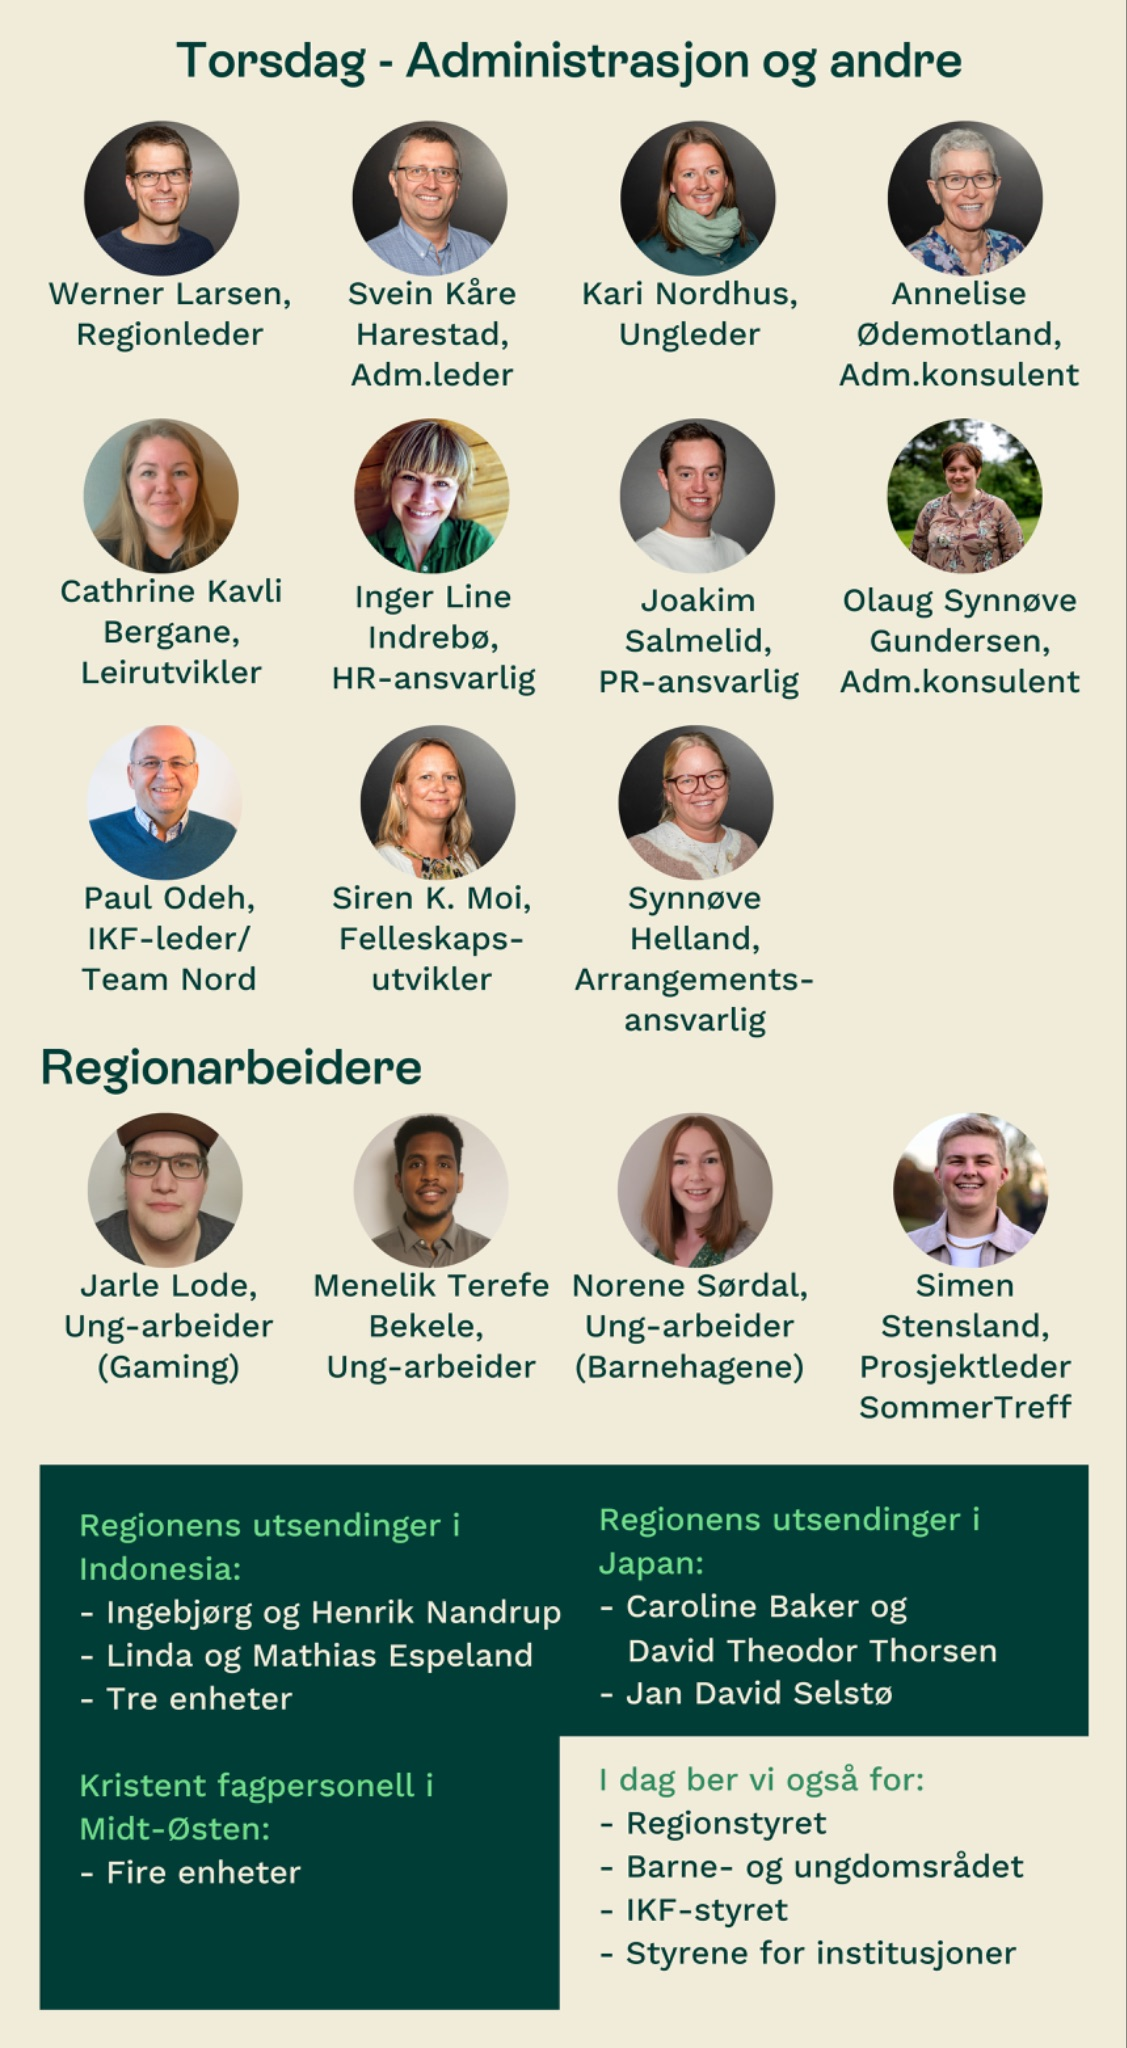 Torsdag - Administrasjon og andre
Werner Larsen,
Regionleder
Svein Kåre
Harestad,
Adm.leder
Kari Nordhus,
Ungleder
Annelise
Ødemotland,
Adm.konsulent
Cathrine Kavli
Bergane,
Leirutvikler
Inger Line
Indrebø,
HR-ansvarlig
Joakim
Salmelid,
PR-ansvarlig
Olaug Synnøve
Gundersen,
Adm.konsulent
Paul Odeh,
IKF-leder/
Team Nord
Siren K. Moi,
Felleskaps-
utvikler
Synnøve
Helland,
Arrangements-
ansvarlig
Regionarbeidere
Jarle Lode,
Ung-arbeider
(Gaming)
Menelik Terefe
Bekele,
Ung-arbeider
Norene Sørdal,
Ung-arbeider
(Barnehagene)
Simen
Stensland,
Prosjektleder
SommerTreff
Regionens utsendinger i
Indonesia:
- Ingebjørg og Henrik Nandrup
- Linda og Mathias Espeland
- Tre enheter
Regionens utsendinger i
Japan:
- Caroline Baker og
David Theodor Thorsen
- Jan David Selstø
Kristent fagpersonell i
Midt-Østen:
- Fire enheter
I dag ber vi også for:
- Regionstyret
- Barne- og ungdomsrådet
- IKF-styret
- Styrene for institusjoner